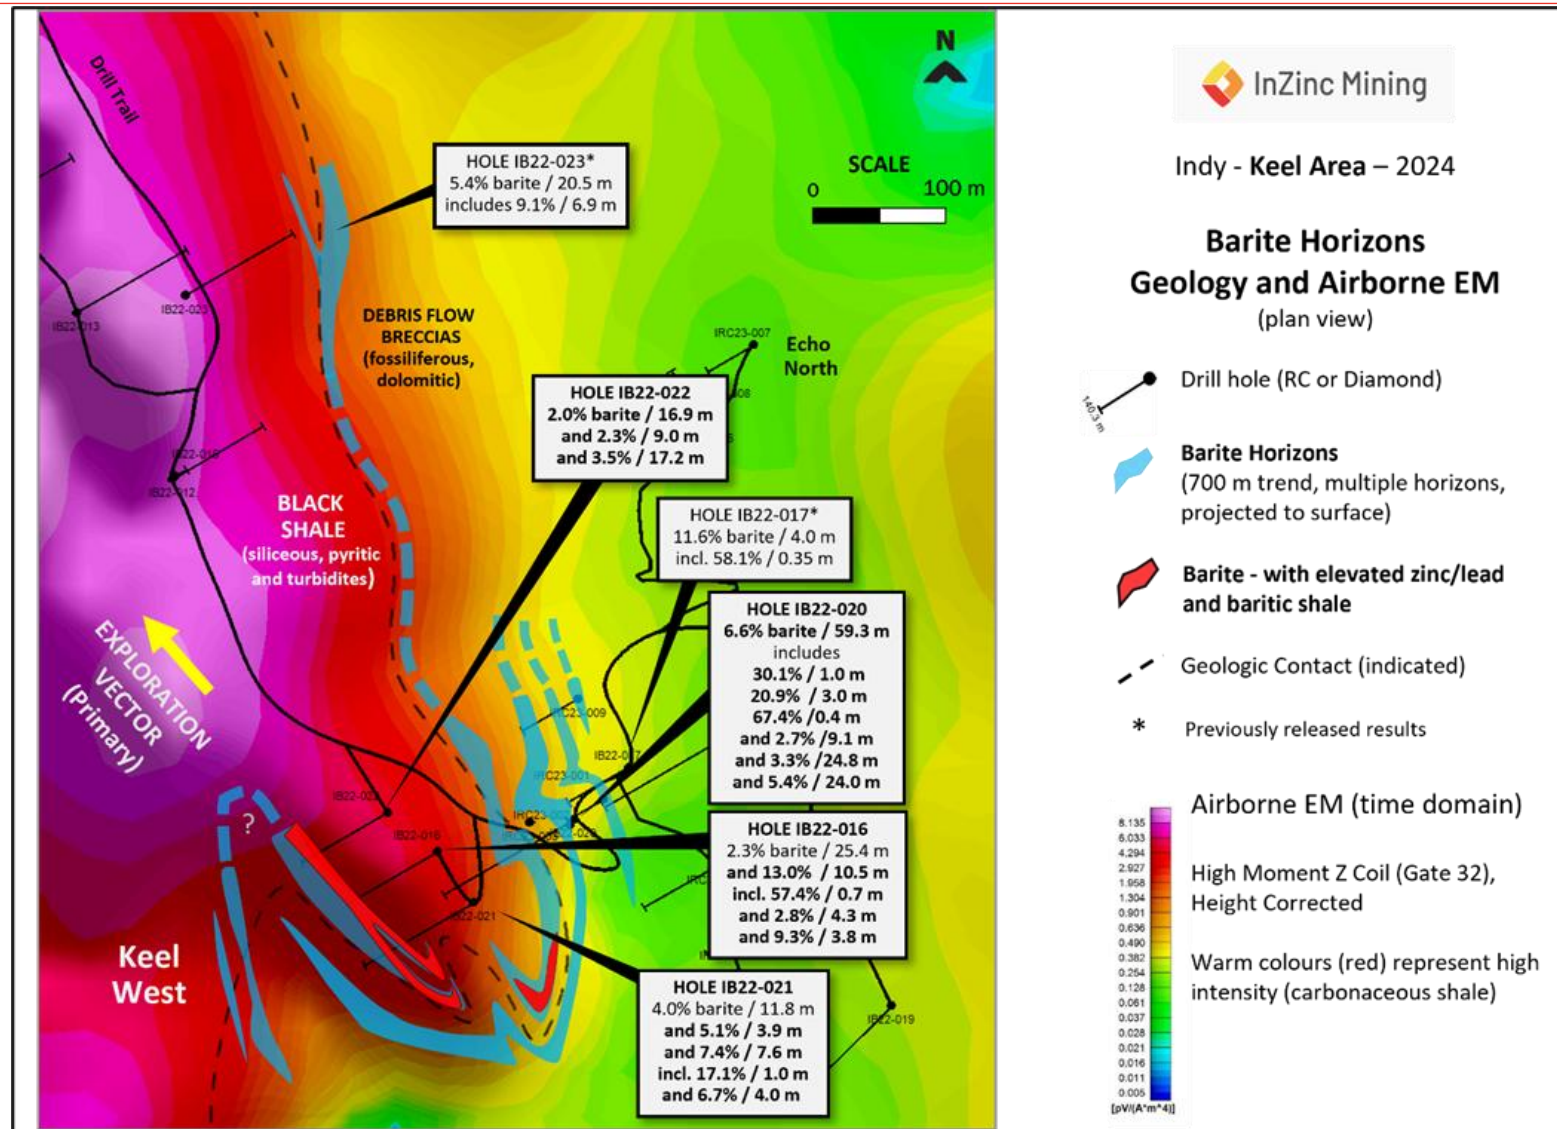 Drill Trail
N
SCALE
0 100 m
HOLE IB22-023*
5.4% barite / 20.5 m
includes 9.1% / 6.9 m
IB22-023
IB22-013
DEBRIS FLOW
BRECCIAS
(fossiliferous,
dolomitic)
IRC23-007
Echo
North
HOLE IB22-022
2.0% barite / 16.9 m
and 2.3% / 9.0 m
and 3.5% / 17.2 m
IB22-012
BLACK
SHALE
(siliceous, pyritic
and turbidites)
HOLE IB22-017*
11.6% barite / 4.0 m
incl. 58.1% / 0.35 m
HOLE IB22-020
6.6% barite / 59.3 m
includes
30.1% / 1.0 m
20.9% / 3.0 m
67.4% /0.4 m
and 2.7% /9.1 m
and 3.3% /24.8 m
and 5.4% / 24.0 m
EXPLORATION
VECTOR
(Primary)
IRC23-009
IRC23-001
IB22-016
?
HOLE IB22-016
2.3% barite / 25.4 m
and 13.0% / 10.5 m
incl. 57.4% / 0.7 m
and 2.8% / 4.3 m
and 9.3% / 3.8 m
IB22-021
Keel
West
HOLE IB22-021
4.0% barite / 11.8 m
and 5.1% / 3.9 m
and 7.4% / 7.6 m
incl. 17.1% / 1.0 m
and 6.7% / 4.0 m
IB22-019
InZinc Mining
Indy - Keel Area – 2024
Barite Horizons
Geology and Airborne EM
(plan view)
140.3 m
Drill hole (RC or Diamond)
Barite Horizons
(700 m trend, multiple horizons,
projected to surface)
Barite - with elevated zinc/lead
and baritic shale
Geologic Contact (indicated)
* Previously released results
Airborne EM (time domain)
High Moment Z Coil (Gate 32),
Height Corrected
Warm colours (red) represent high
intensity (carbonaceous shale)
8.135
6.033
4.294
2.927
1.958
1.304
0.901
0.636
0.490
0.382
0.254
0.128
0.061
0.037
0.028
0.021
0.016
0.011
0.005
[pV/(A*m^4)]